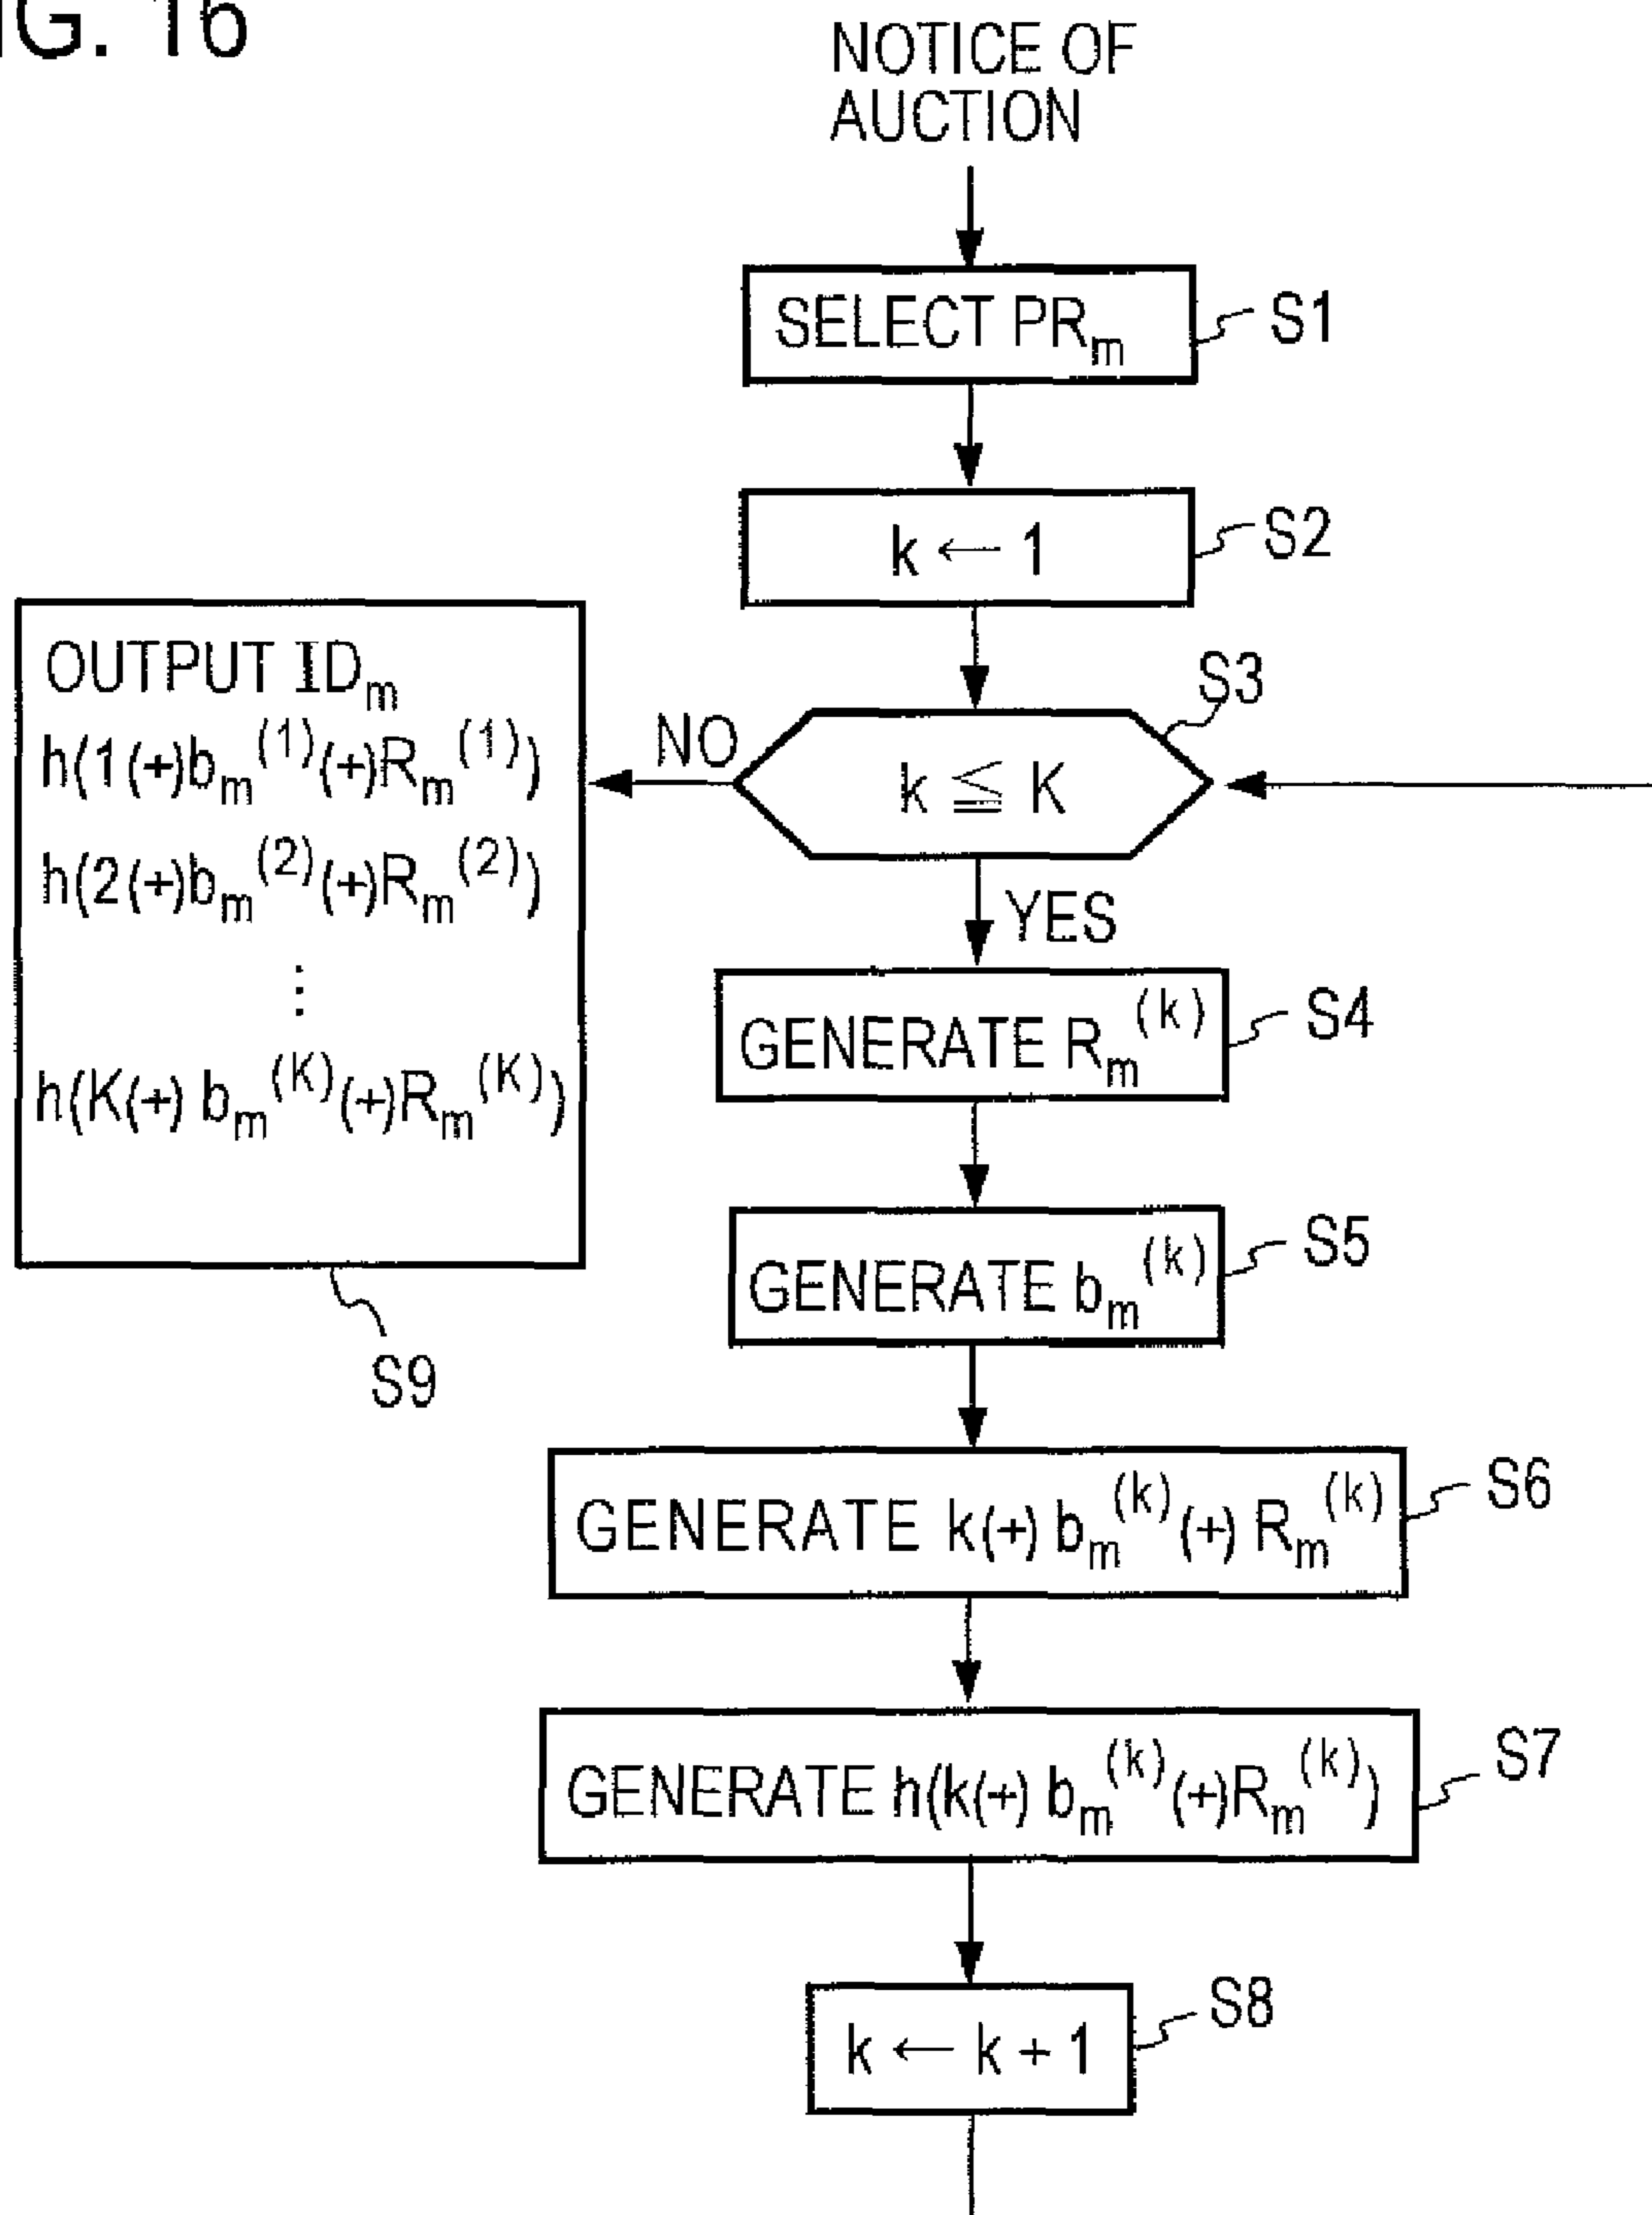 IG. 16
NOTICE OF
AUCTION
SELECT PRₘ
S1
k ← 1
S2
S3
k ≦ K
NO
YES
OUTPUT IDₘ
h(1(+)bₘ⁽¹⁾(+)Rₘ⁽¹⁾)
h(2(+)bₘ⁽²⁾(+)Rₘ⁽²⁾)
⋮
h(K(+) bₘ⁽ᴷ⁾(+)Rₘ⁽ᴷ⁾)
S9
GENERATE Rₘ⁽ᵏ⁾
S4
GENERATE bₘ⁽ᵏ⁾
S5
GENERATE k(+) bₘ⁽ᵏ⁾(+) Rₘ⁽ᵏ⁾
S6
GENERATE h(k(+) bₘ⁽ᵏ⁾(+)Rₘ⁽ᵏ⁾)
S7
k ← k + 1
S8